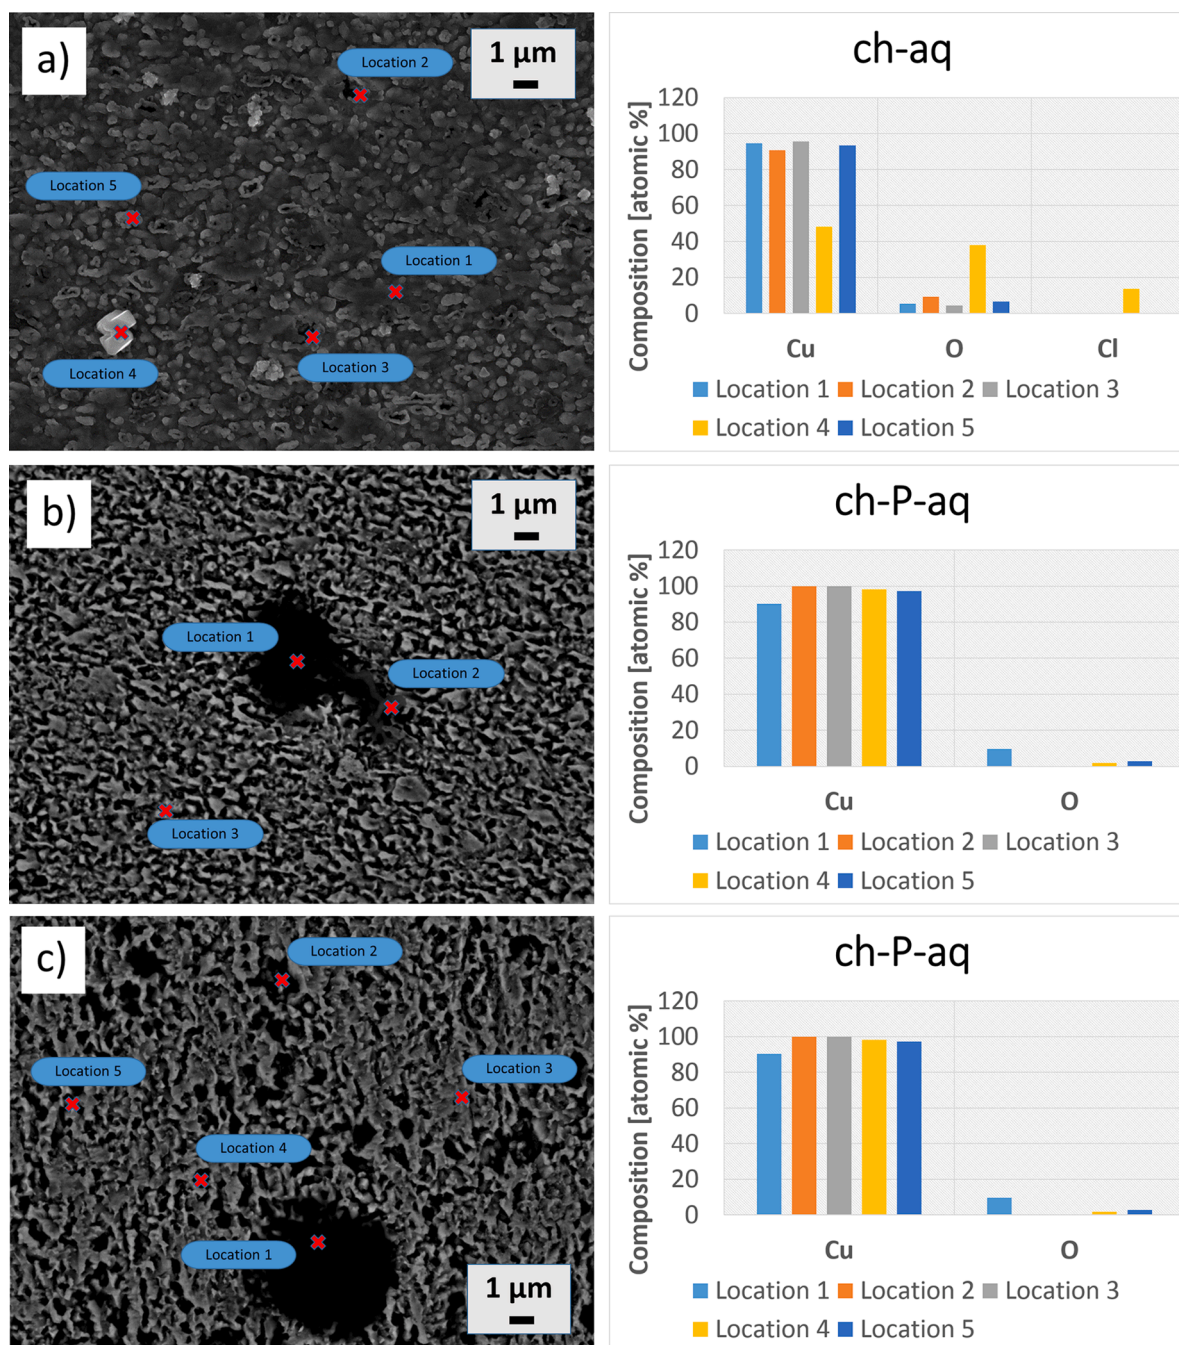 a)
1 µm
Location 2
Location 5
Location 1
Location 3
Location 4
ch-aq
Composition [atomic %]
120
100
80
60
40
20
0
Cu O Cl
Location 1 Location 2 Location 3
Location 4 Location 5
b)
1 µm
Location 1
Location 2
Location 3
ch-P-aq
Composition [atomic %]
120
100
80
60
40
20
0
Cu O
Location 1 Location 2 Location 3
Location 4 Location 5
c)
Location 2
Location 5
Location 3
Location 4
Location 1
1 µm
ch-P-aq
Composition [atomic %]
120
100
80
60
40
20
0
Cu O
Location 1 Location 2 Location 3
Location 4 Location 5